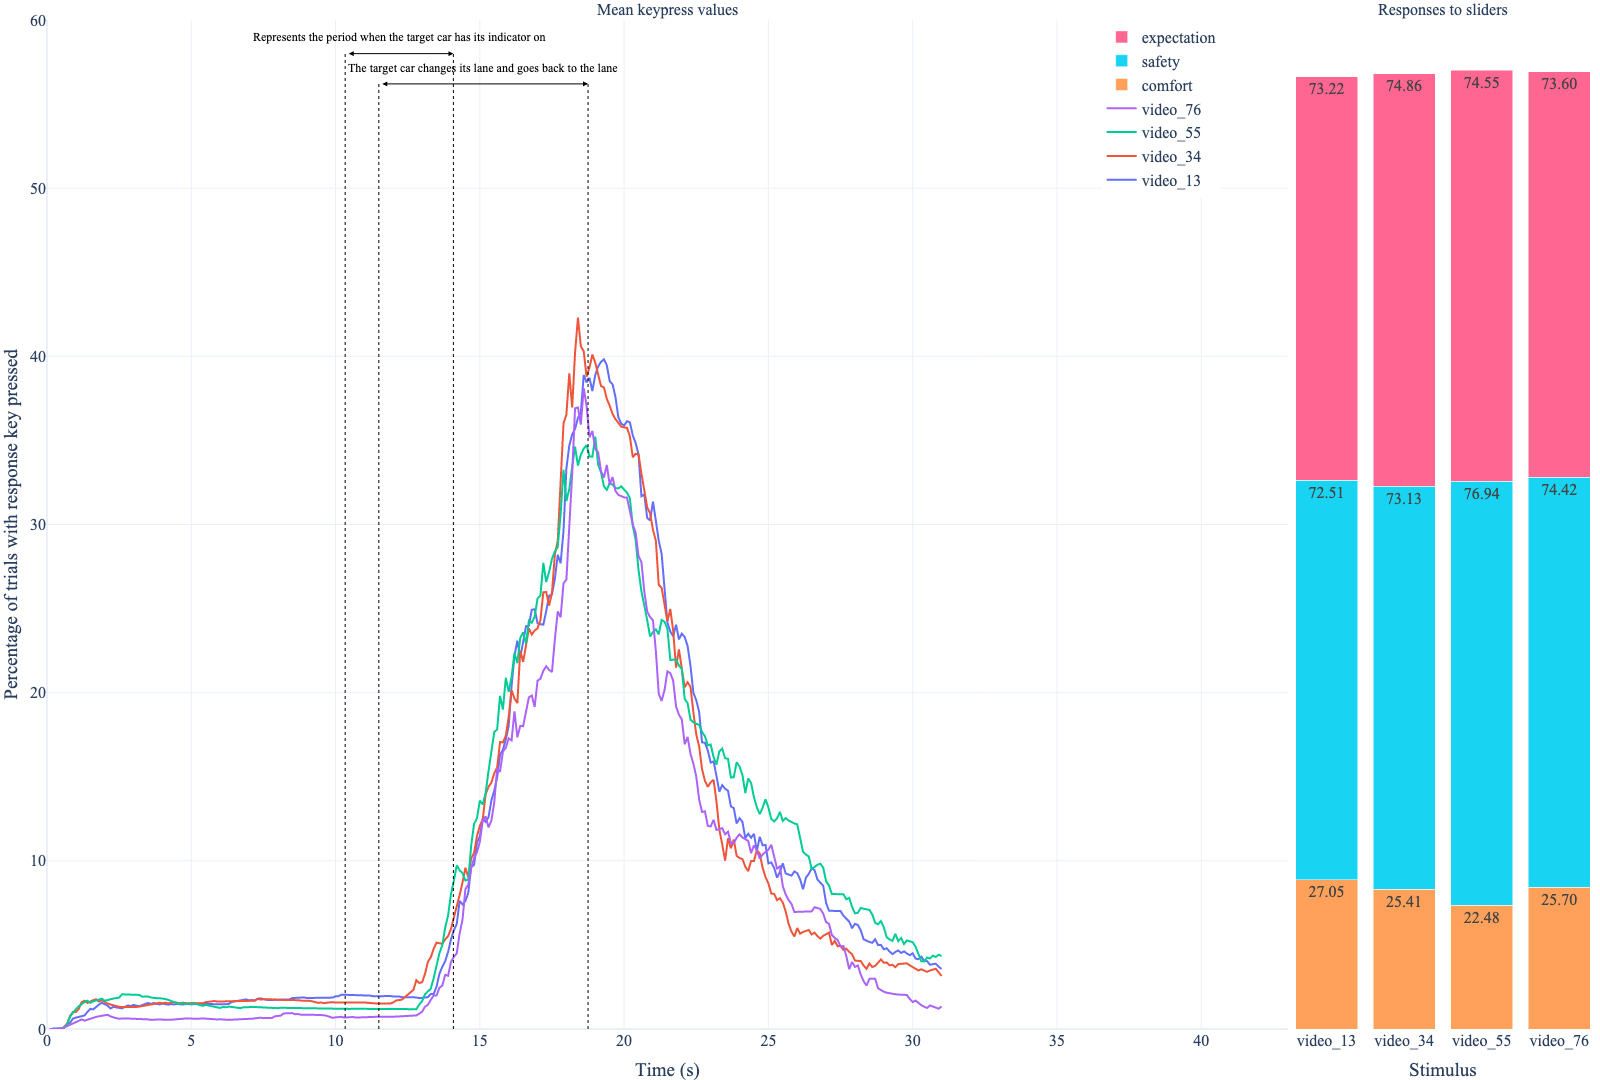 Mean keypress values
Responses to sliders
60
50
40
30
20
10
0
Percentage of trials with response key pressed
Represents the period when the target car has its indicator on
The target car changes its lane and goes back to the lane
expectation
safety
comfort
video_76
video_55
video_34
video_13
73.22
74.86
74.55
73.60
72.51
73.13
76.94
74.42
27.05
25.41
22.48
25.70
0
5
10
15
20
25
30
35
40
Time (s)
video_13
video_34
video_55
video_76
Stimulus